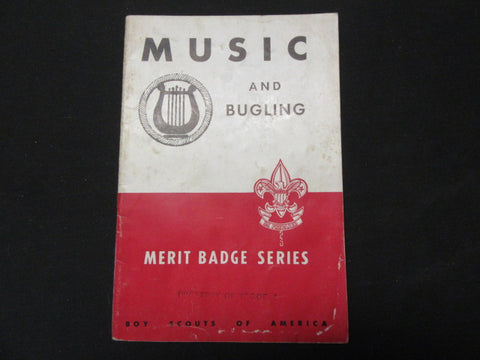 MUSIC
AND
BUGLING
MERIT BADGE SERIES
BOY SCOUTS OF AMERICA